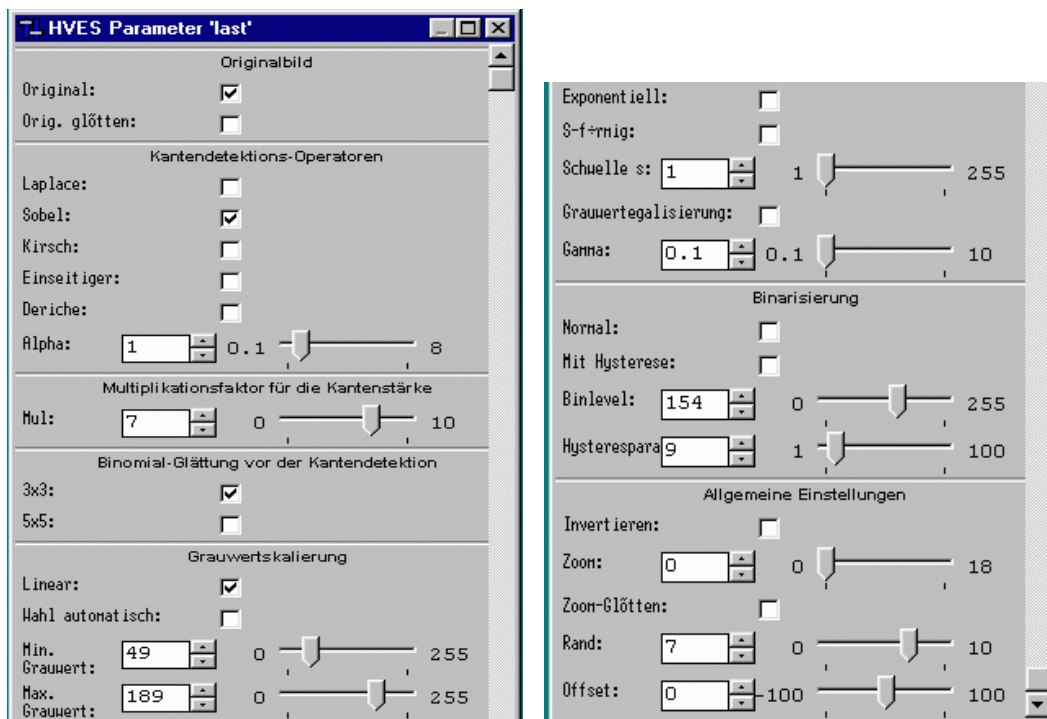 HVES Parameter 'last'
Originalbild
Original:
Orig. glőtten:
Kantendetektions-Operatoren
Laplace:
Sobel:
Kirsch:
Einseitiger:
Deriche:
Alpha: 1 0.1 8
Multiplikationsfaktor für die Kantenstärke
Mul: 7 0 10
Binomial-Glättung vor der Kantendetektion
3x3:
5x5:
Grauwertskalierung
Linear:
Wahl automatisch:
Min. Grauwert: 49 0 255
Max. Grauwert: 189 0 255
Exponentiell:
S-f÷rmig:
Schwelle s: 1 1 255
Grauwertegalisierung:
Gamma: 0.1 0.1 10
Binarisierung
Normal:
Mit Hysterese:
Binlevel: 154 0 255
Hysterespara 9 1 100
Allgemeine Einstellungen
Invertieren:
Zoom: 0 0 18
Zoom-Glőtten:
Rand: 7 0 10
Offset: 0 -100 100